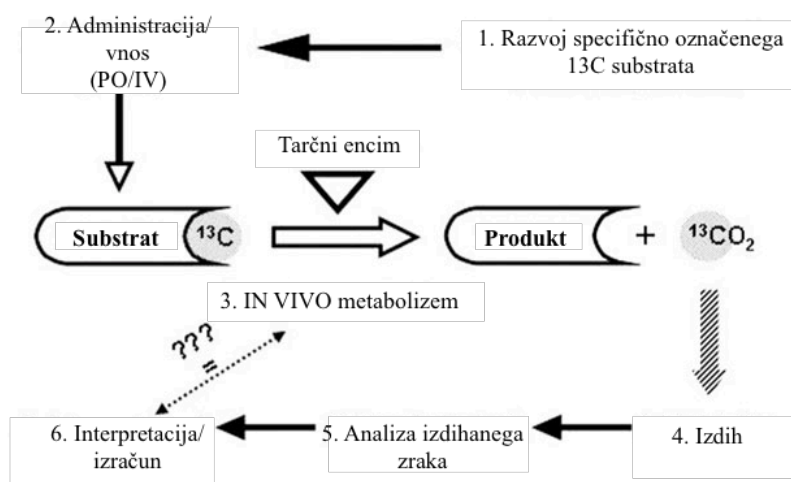 2. Administracija/
vnos
(PO/IV)
1. Razvoj specifično označenega
13C substrata
Tarčni encim
Substrat
¹³C
Produkt
+
¹³CO₂
3. IN VIVO metabolizem
???
=
6. Interpretacija/
izračun
5. Analiza izdihanega
zraka
4. Izdih